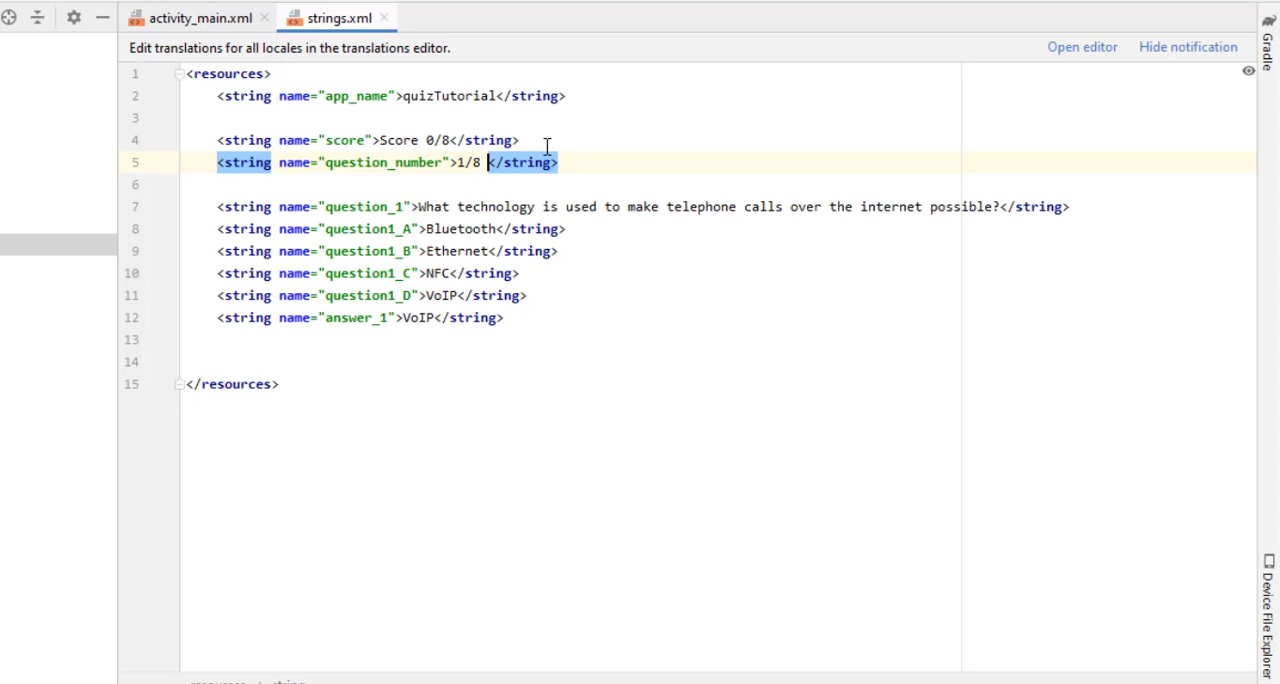 activity_main.xml
strings.xml
Edit translations for all locales in the translations editor.
Open editor
Hide notification
1 <resources>
2 <string name="app_name">quizTutorial</string>
3
4 <string name="score">Score 0/8</string>
5 <string name="question_number">1/8 </string>
6
7 <string name="question_1">What technology is used to make telephone calls over the internet possible?</string>
8 <string name="question1_A">Bluetooth</string>
9 <string name="question1_B">Ethernet</string>
10 <string name="question1_C">NFC</string>
11 <string name="question1_D">VoIP</string>
12 <string name="answer_1">VoIP</string>
13
14
15 </resources>
Gradle
Device File Explorer